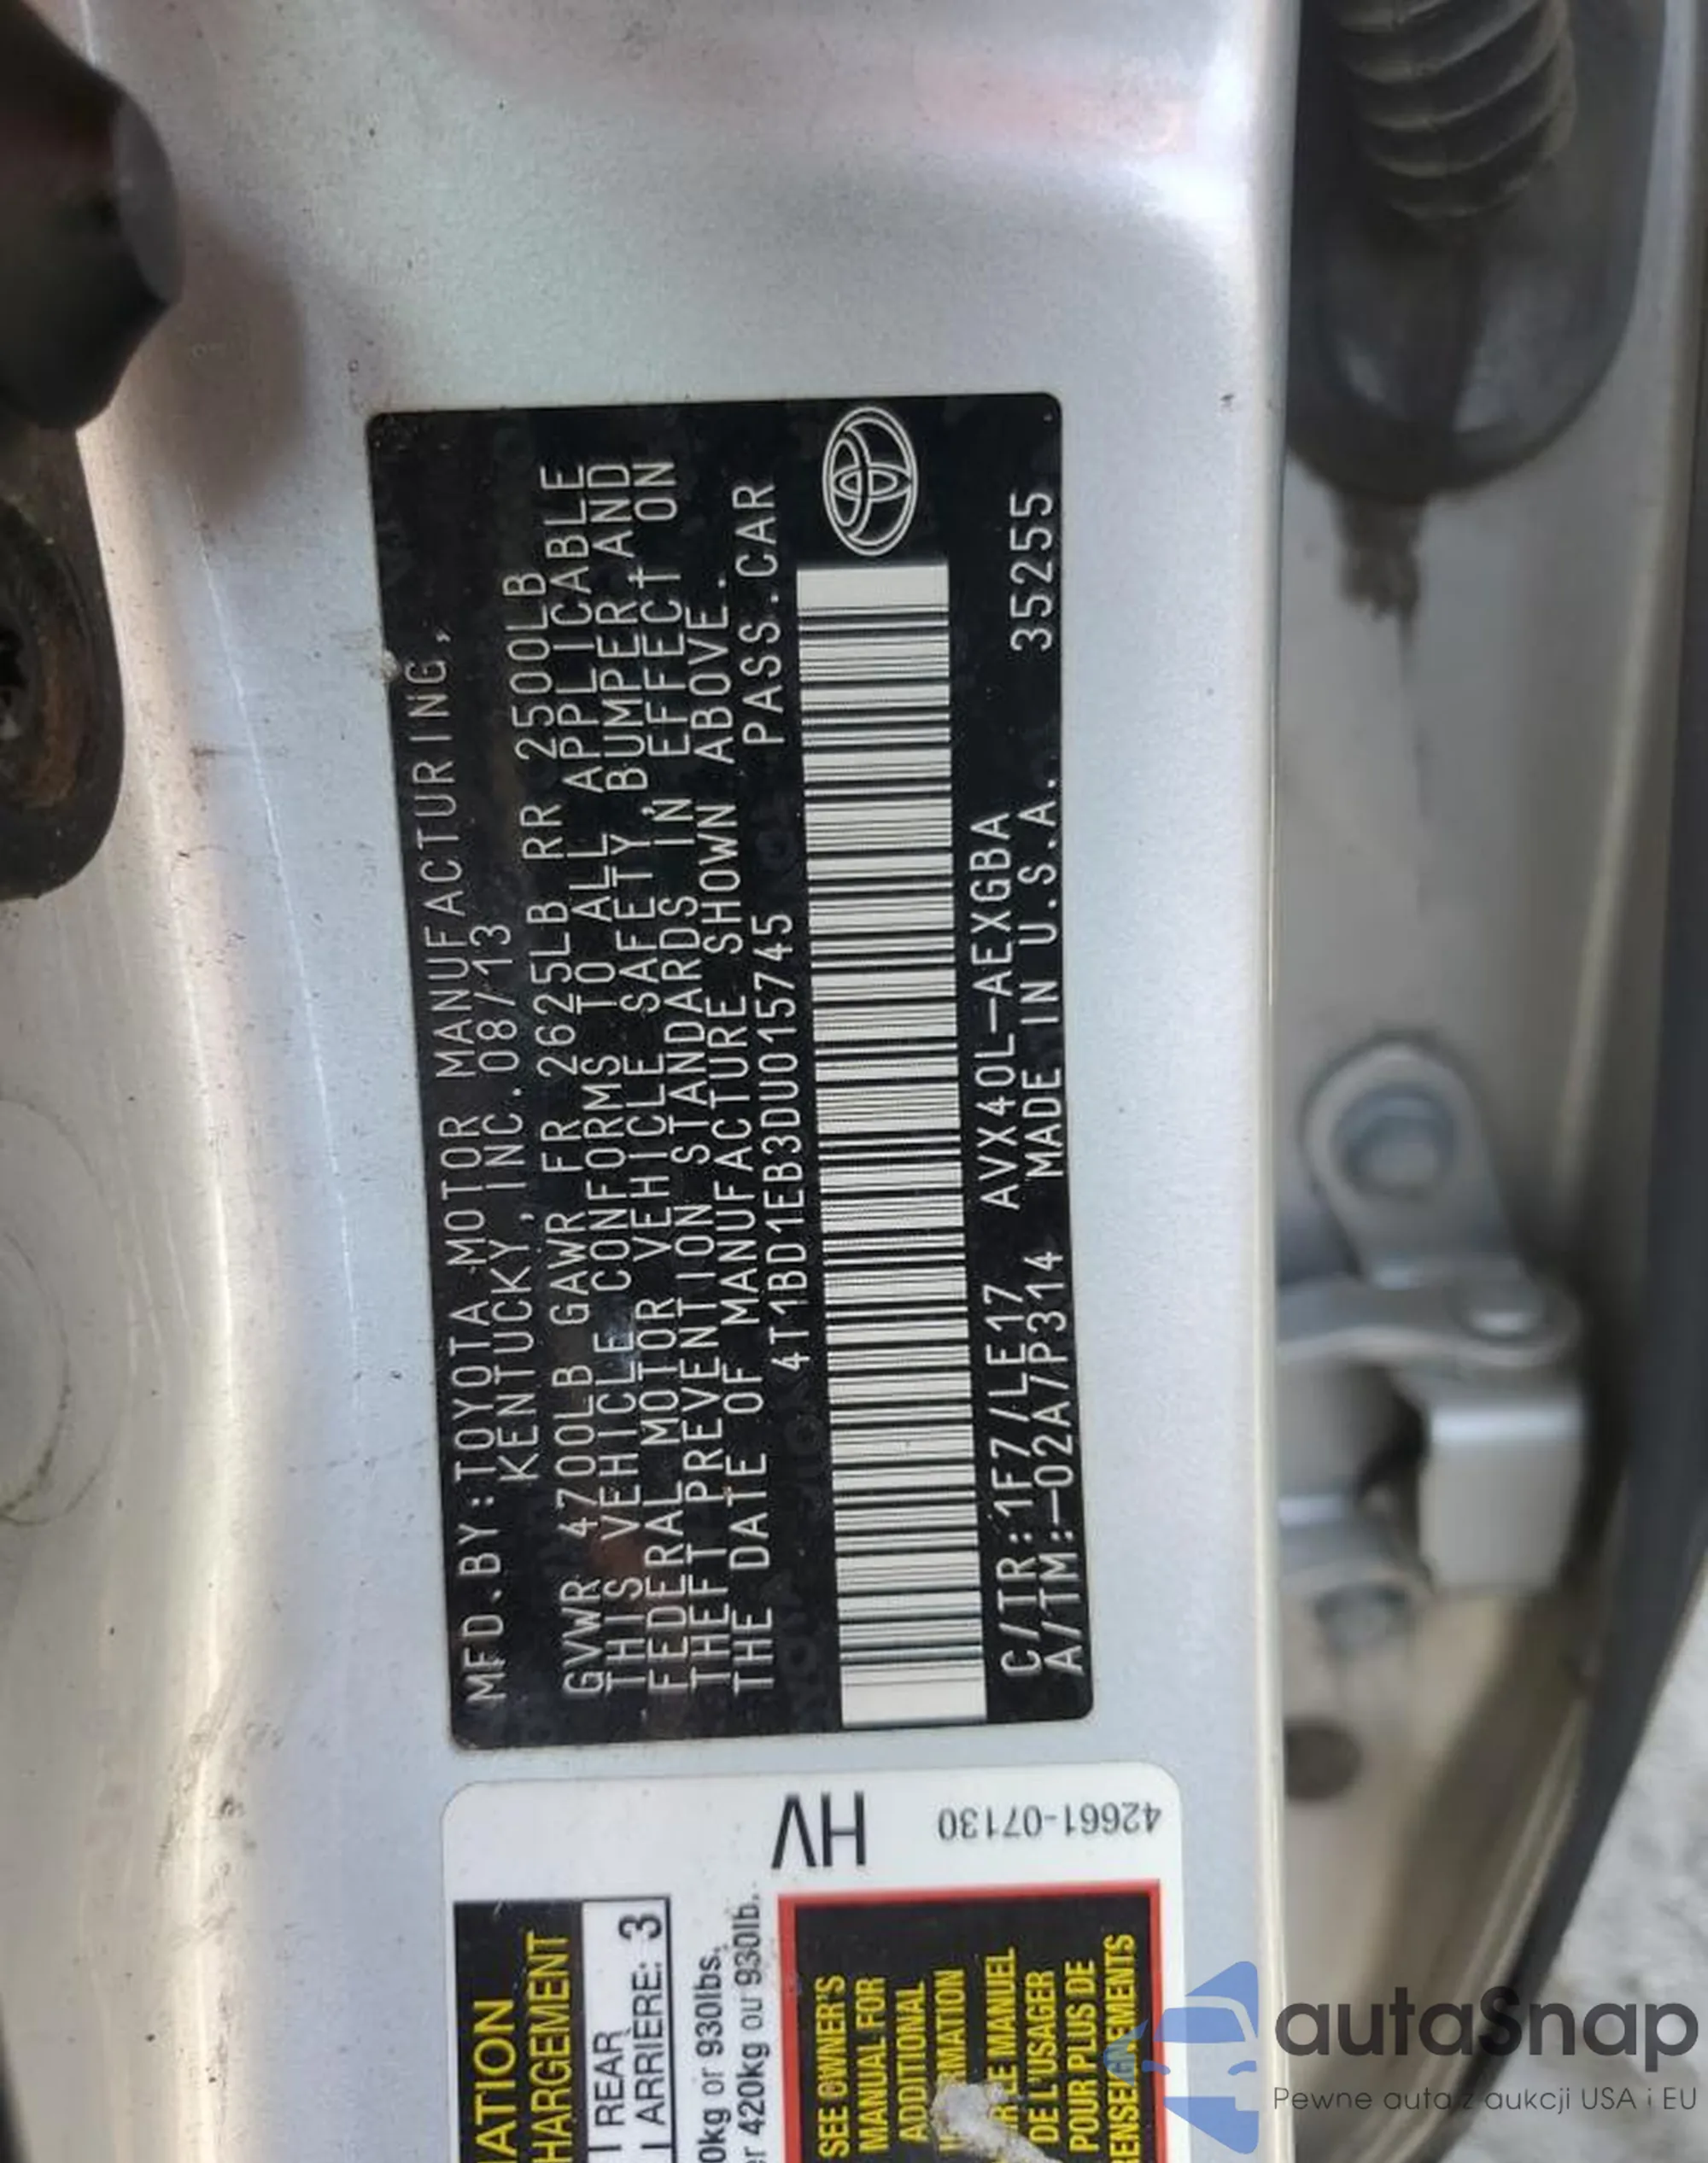 MFD.BY:TOYOTA MOTOR MANUFACTURING,
KENTUCKY, INC. 08/13
GVWR 4700LB GAWR FR 2625LB RR 2500LB
THIS VEHICLE CONFORMS TO ALL APPLICABLE
FEDERAL MOTOR VEHICLE SAFETY, BUMPER, AND
THEFT PREVENTION STANDARDS IN EFFECT ON
THE DATE OF MANUFACTURE SHOWN ABOVE.
4T1BD1EB3DU015745 PASS.CAR
C/TR:1F7/LE17 AVX40L-AEXGBA
A/TM:-02A/P314 MADE IN U.S.A. 35255
HV
42661-07130
HARGEMENT
REAR
ARRIERE: 3
0kg or 930lbs.
420kg ou 930lb.
SEE OWNER'S
MANUAL FOR
ADDITIONAL
LE MANUEL
DE L'USAGER
POUR PLUS DE
RENSEIGNEMENTS
autaSnap
Pewne auta z aukcji USA i EU